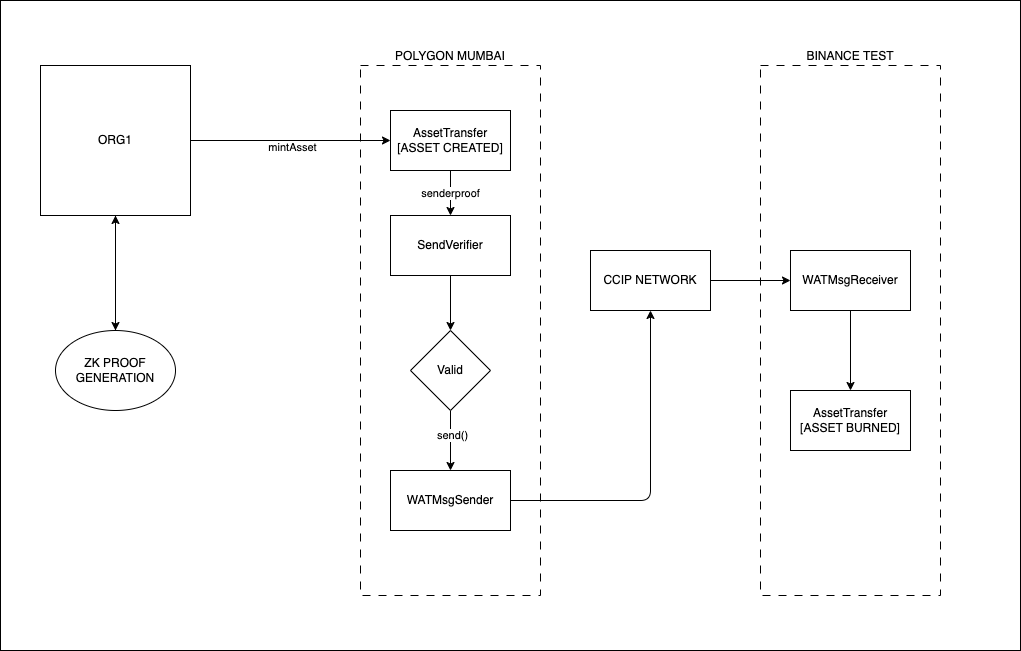 POLYGON MUMBAI
BINANCE TEST
ORG1
mintAsset
AssetTransfer
[ASSET CREATED]
senderproof
SendVerifier
Valid
send()
WATMsgSender
ZK PROOF
GENERATION
CCIP NETWORK
WATMsgReceiver
AssetTransfer
[ASSET BURNED]